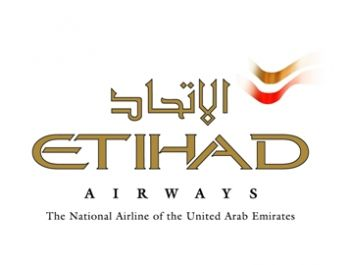 الاتحاد
ETIHAD
AIRWAYS
The National Airline of the United Arab Emirates